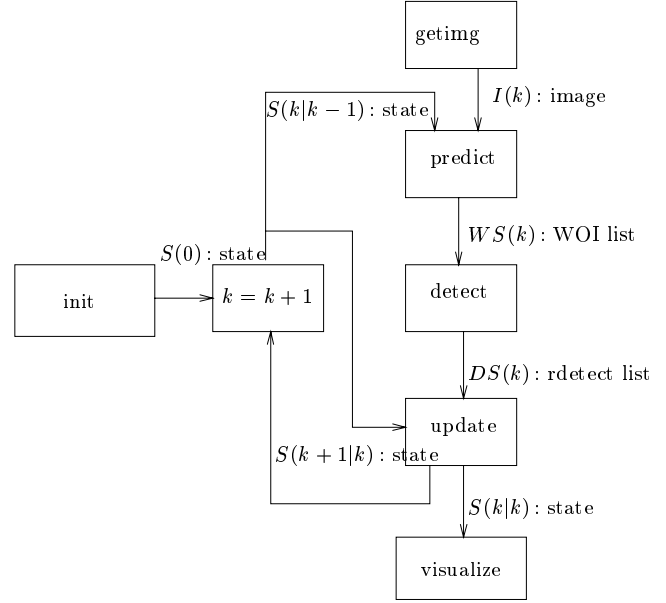 getimg
I(k) : image
S(k|k − 1) : state
predict
WS(k) : WOI list
S(0) : state
init
k = k + 1
detect
DS(k) : rdetect list
update
S(k + 1|k) : state
S(k|k) : state
visualize